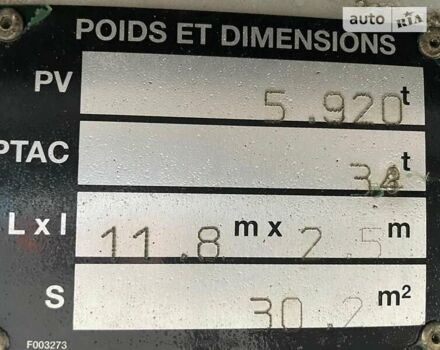 auto RIA
POIDS ET DIMENSIONS
PV 5.920 t
PTAC t
L x l 11.8 m x 2.5 m
S 30.2 m²
F003273